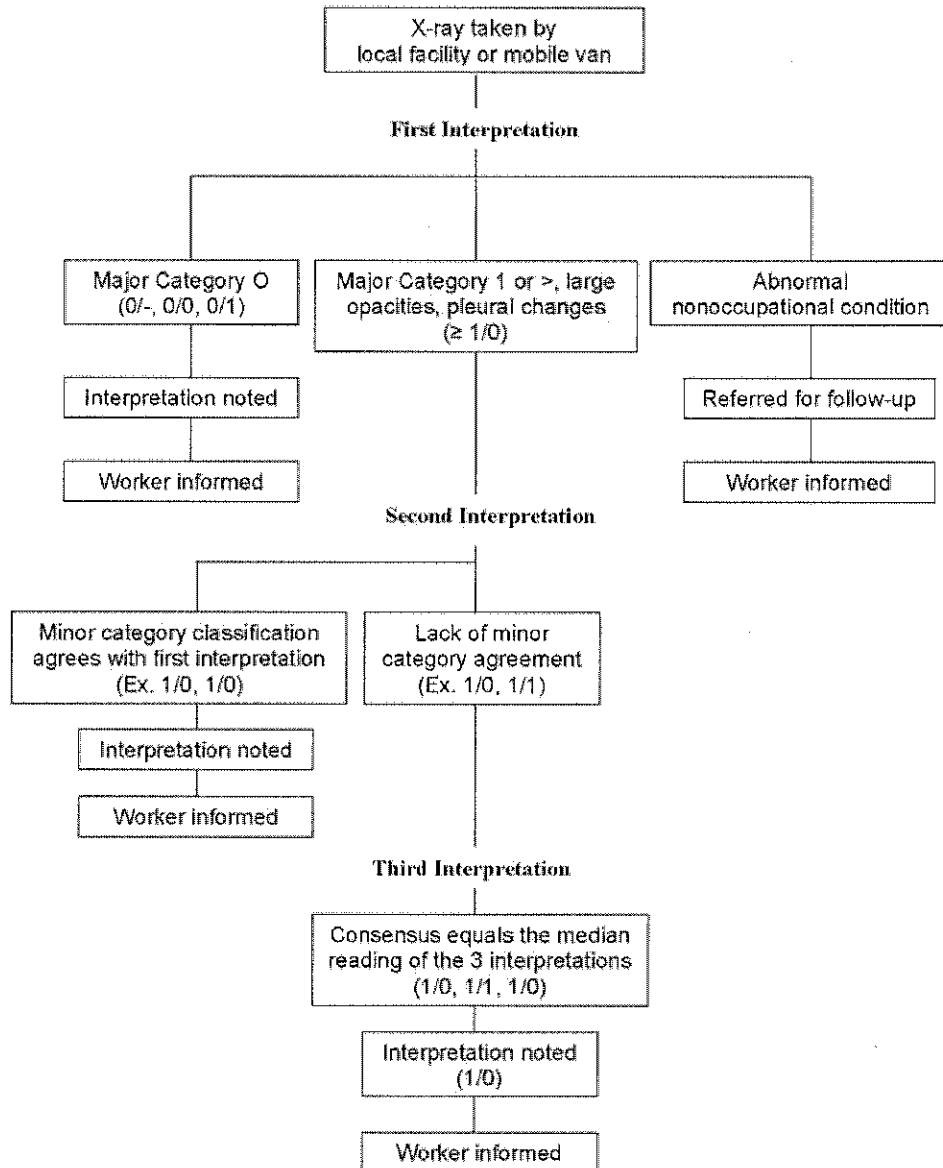 X-ray taken by
local facility or mobile van
First Interpretation
Major Category O
(0/-, 0/0, 0/1)
Major Category 1 or >, large
opacities, pleural changes
(≥ 1/0)
Abnormal
nonoccupational condition
Interpretation noted
Referred for follow-up
Worker informed
Worker informed
Second Interpretation
Minor category classification
agrees with first interpretation
(Ex. 1/0, 1/0)
Lack of minor
category agreement
(Ex. 1/0, 1/1)
Interpretation noted
Worker informed
Third Interpretation
Consensus equals the median
reading of the 3 interpretations
(1/0, 1/1, 1/0)
Interpretation noted
(1/0)
Worker informed